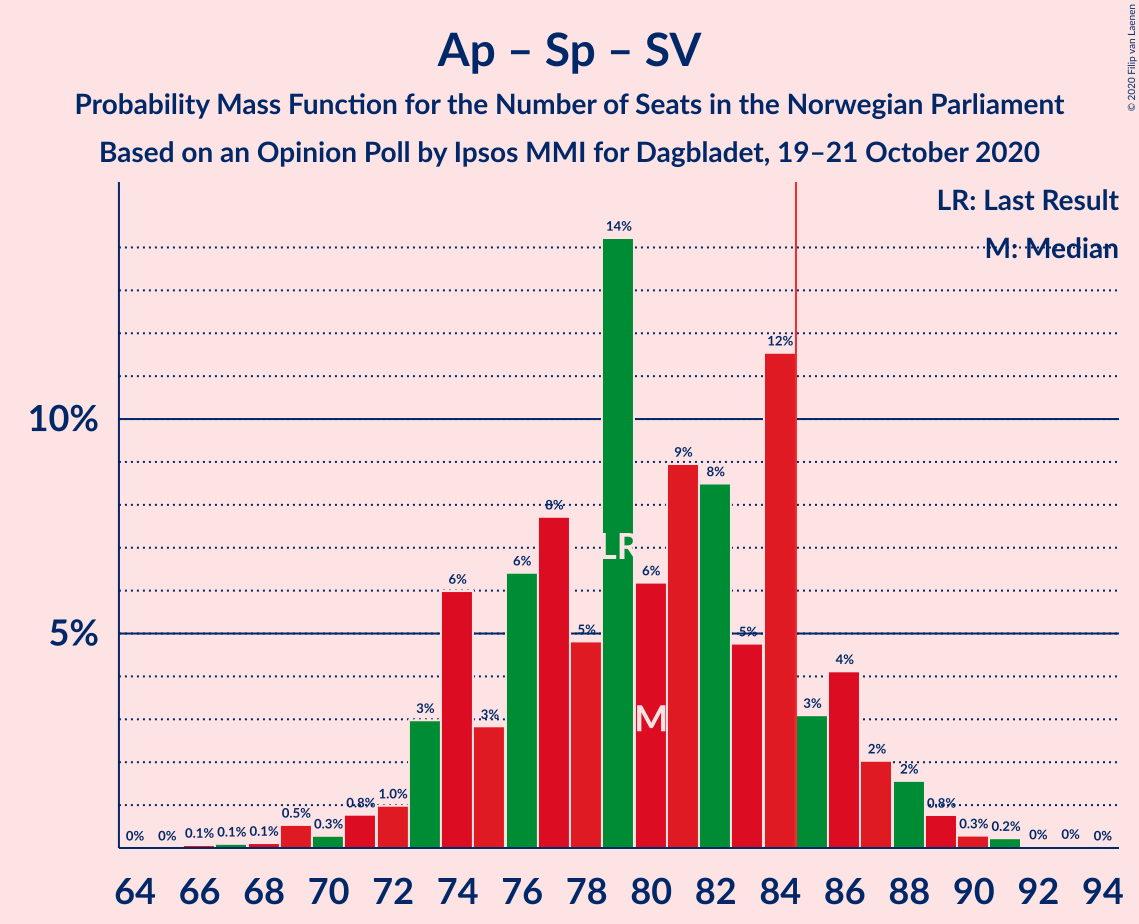 Ap – Sp – SV
Probability Mass Function for the Number of Seats in the Norwegian Parliament
Based on an Opinion Poll by Ipsos MMI for Dagbladet, 19–21 October 2020
© 2020 Filip van Laenen
LR: Last Result
M: Median
10%
5%
0% 0% 0.1% 0.1% 0.1% 0.5% 0.3% 0.8% 1.0% 3% 6% 3% 6% 8% 5% 14% 6% 9% 8% 5% 12% 3% 4% 2% 2% 0.8% 0.3% 0.2% 0% 0% 0%
LR
M
64 66 68 70 72 74 76 78 80 82 84 86 88 90 92 94